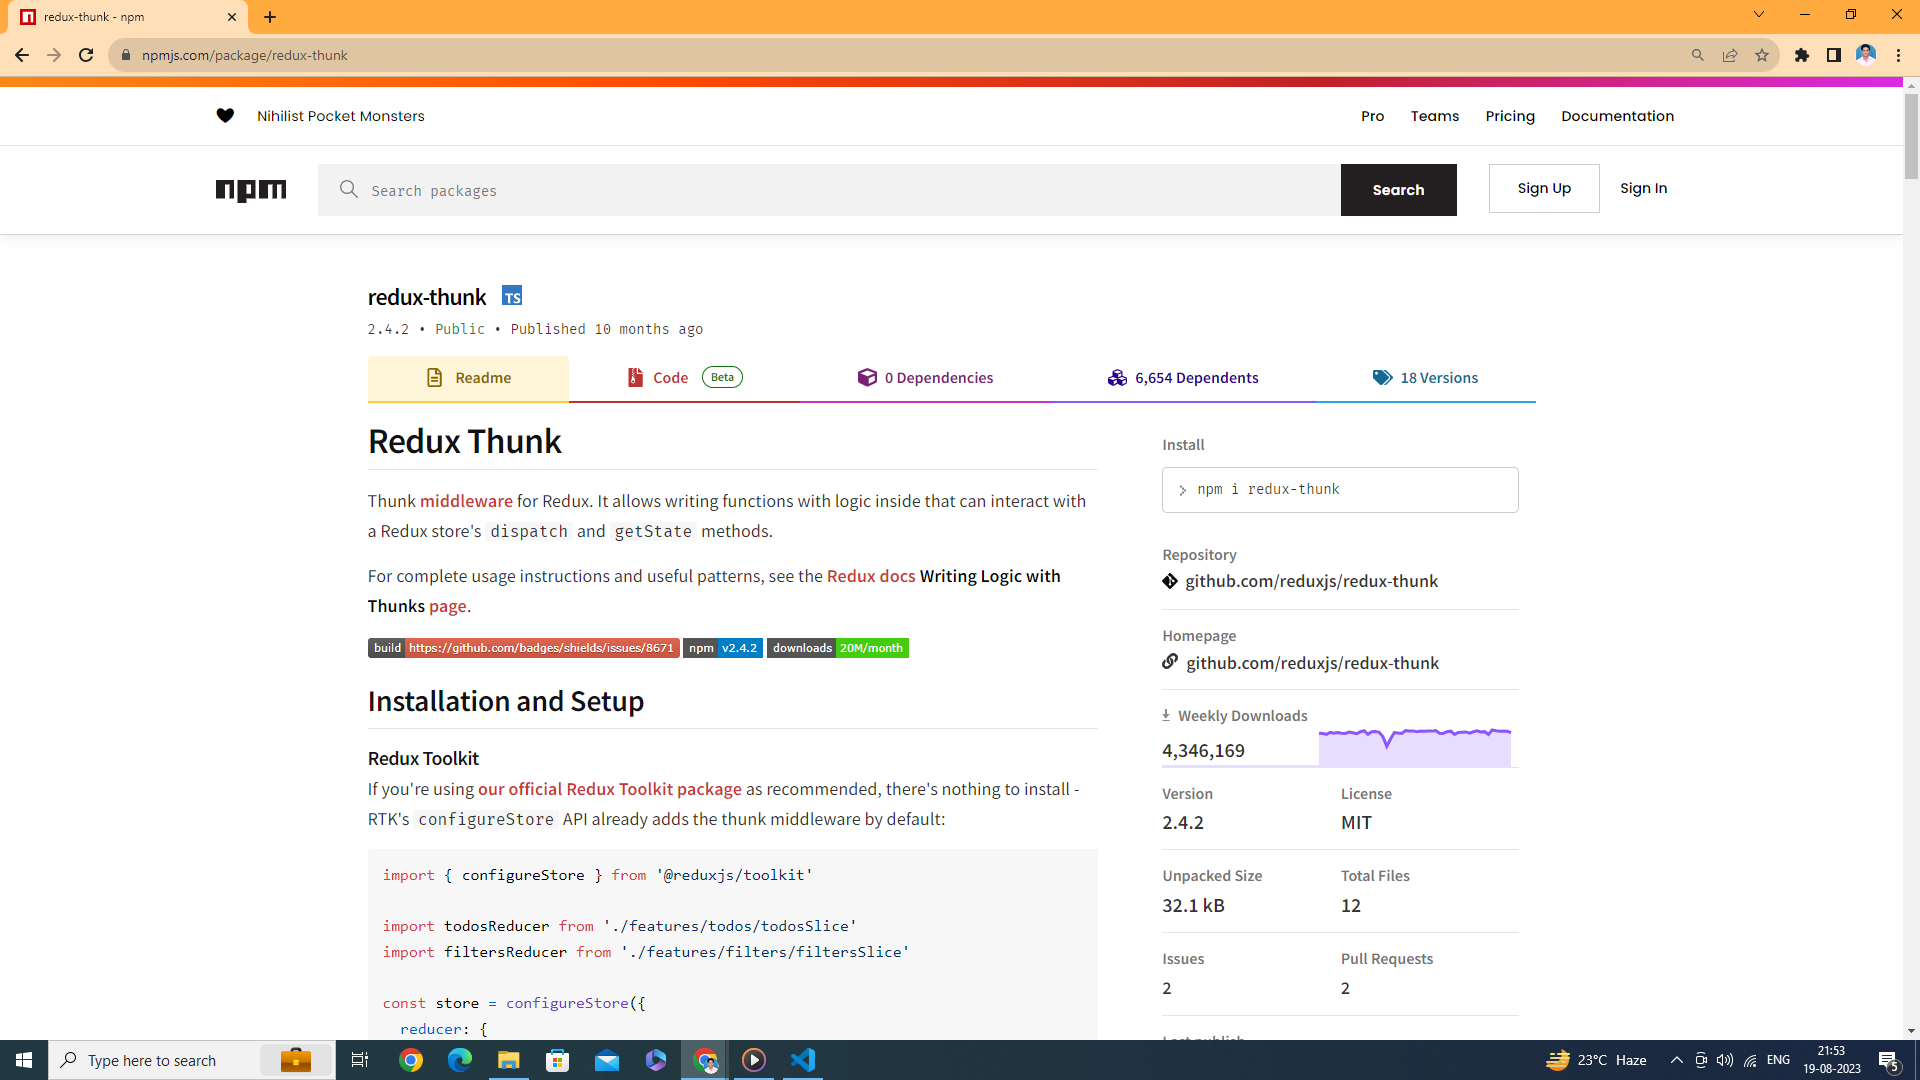 redux-thunk - npm
npmjs.com/package/redux-thunk
Nihilist Pocket Monsters
Pro Teams Pricing Documentation
npm
Search packages
Search
Sign Up
Sign In
redux-thunk TS
2.4.2 • Public • Published 10 months ago
Readme
Code Beta
0 Dependencies
6,654 Dependents
18 Versions
Redux Thunk
Thunk middleware for Redux. It allows writing functions with logic inside that can interact with
a Redux store's dispatch and getState methods.
For complete usage instructions and useful patterns, see the Redux docs Writing Logic with
Thunks page.
build https://github.com/badges/shields/issues/8671 npm v2.4.2 downloads 20M/month
Installation and Setup
Redux Toolkit
If you're using our official Redux Toolkit package as recommended, there's nothing to install -
RTK's configureStore API already adds the thunk middleware by default:
import { configureStore } from '@reduxjs/toolkit'
import todosReducer from './features/todos/todosSlice'
import filtersReducer from './features/filters/filtersSlice'
const store = configureStore({
reducer: {
Install
> npm i redux-thunk
Repository
github.com/reduxjs/redux-thunk
Homepage
github.com/reduxjs/redux-thunk
Weekly Downloads
4,346,169
Version License
2.4.2 MIT
Unpacked Size Total Files
32.1 kB 12
Issues Pull Requests
2 2
Last publish
Type here to search
23°C Haze
ENG
21:53
19-08-2023
5